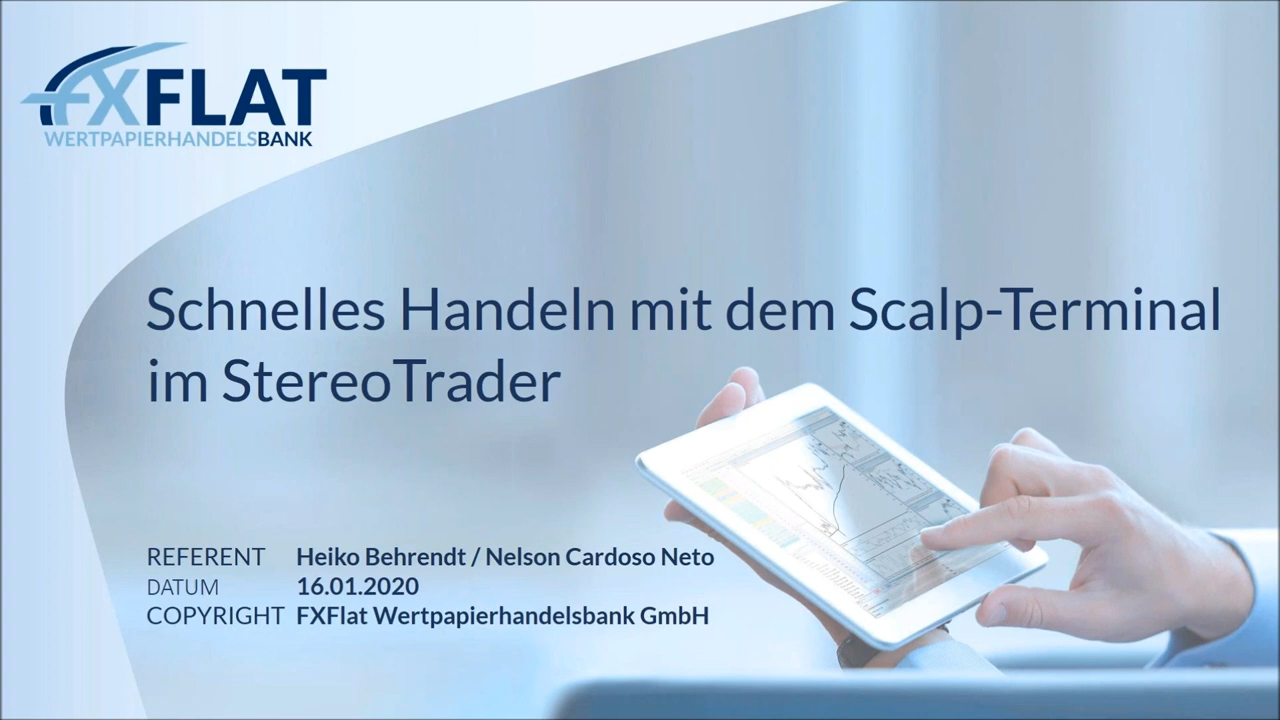 FXFLAT
WERTPAPIERHANDELSBANK
Schnelles Handeln mit dem Scalp-Terminal
im StereoTrader
REFERENT Heiko Behrendt / Nelson Cardoso Neto
DATUM 16.01.2020
COPYRIGHT FXFlat Wertpapierhandelsbank GmbH